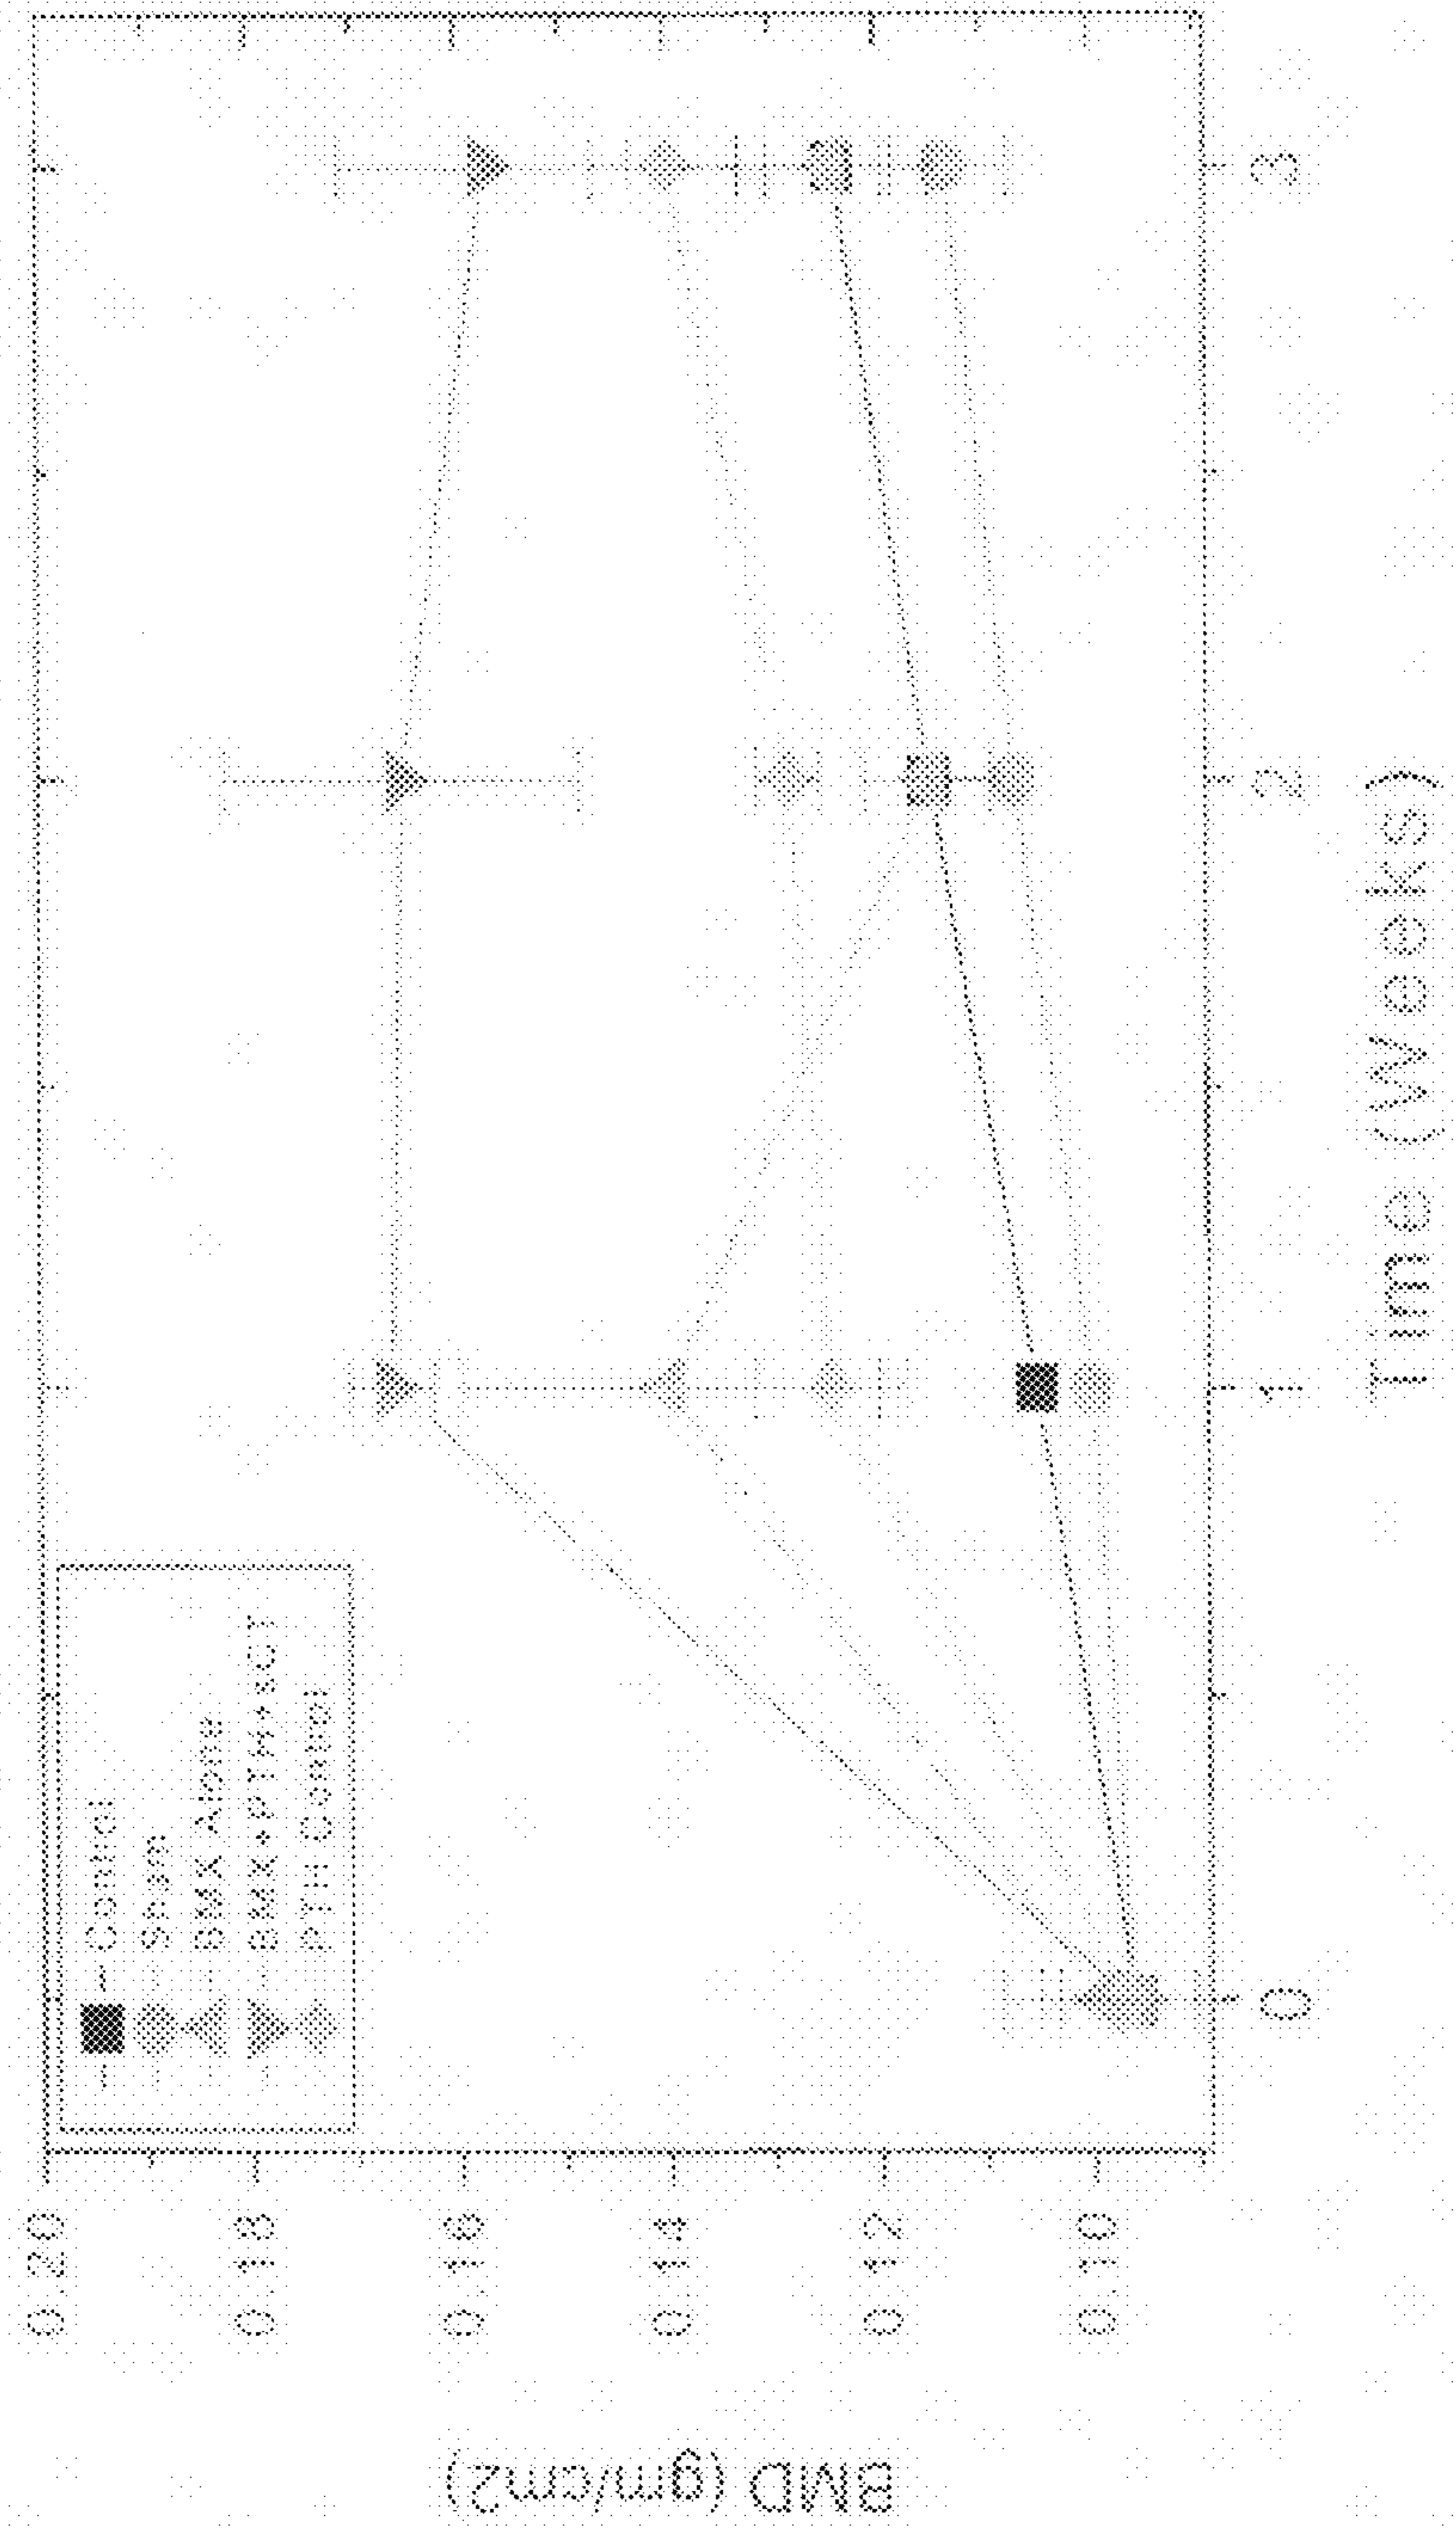 BMD (gm/cm2)
0.20
0.18
0.16
0.14
0.12
0.10
Control
BMX Alone
BMX+PTH-sct
PTH Control
0
1
2
3
Time (Weeks)